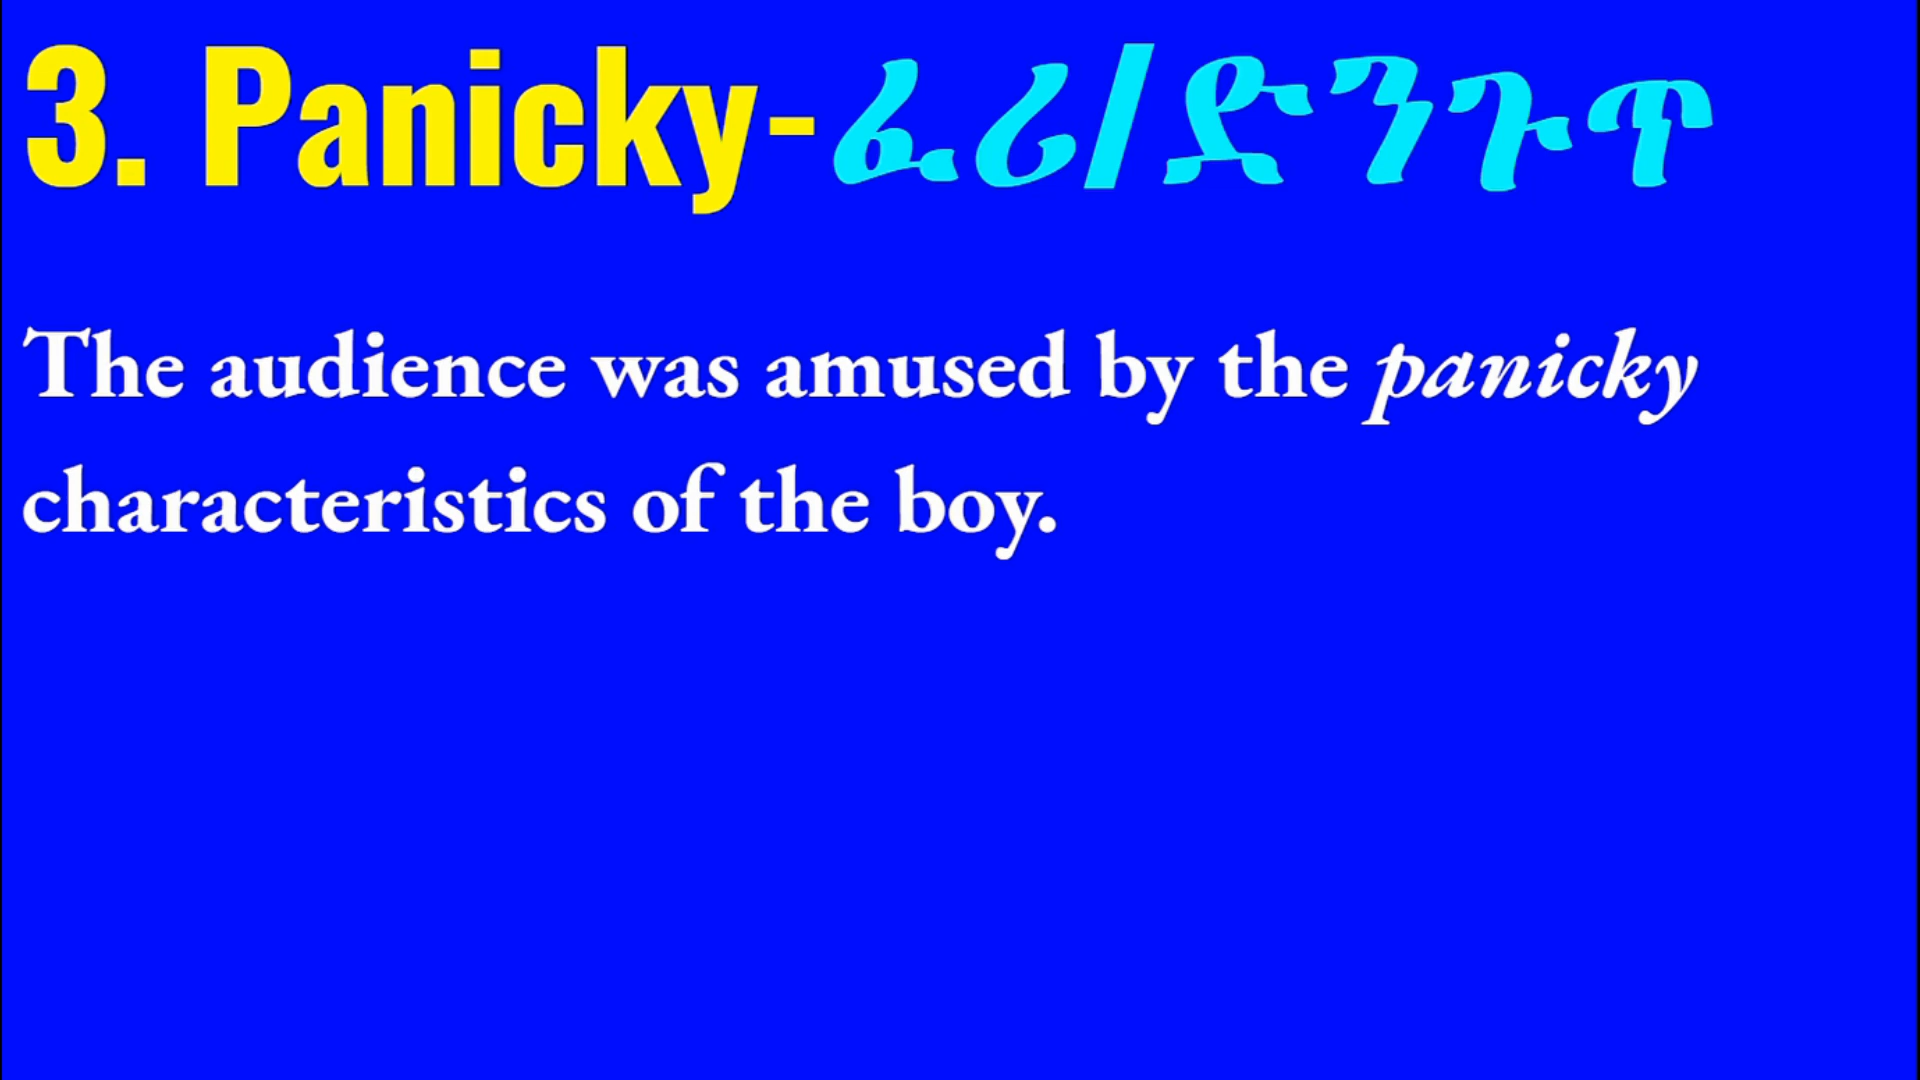 3. Panicky-ፈሪ/ድንጉጥ
The audience was amused by the panicky
characteristics of the boy.